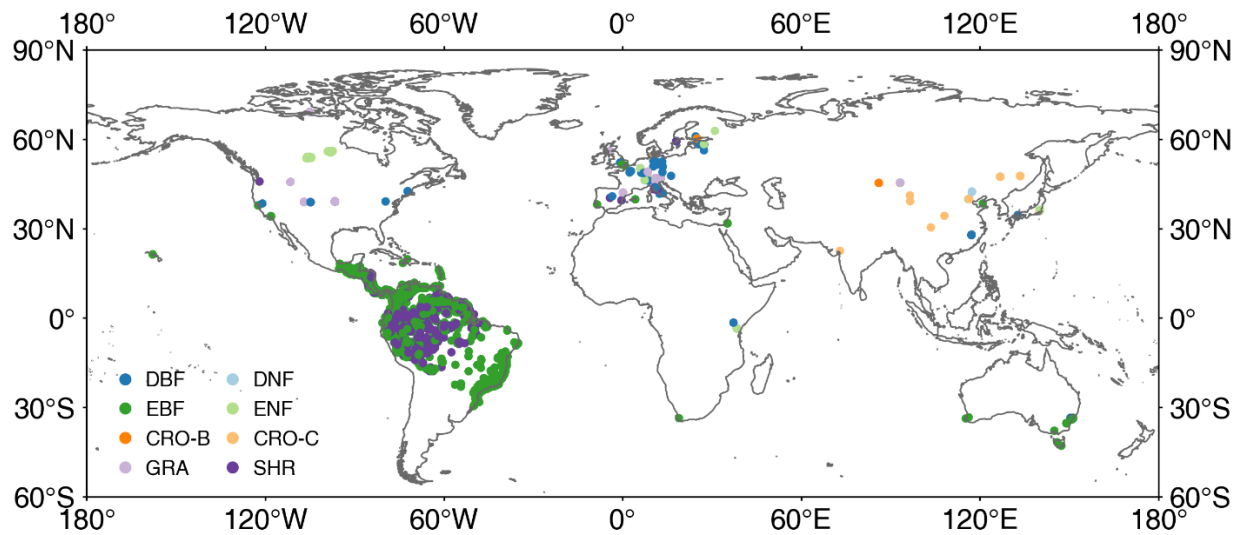 180° 120°W 60°W 0° 60°E 120°E 180°
90°N 90°N
60°N 60°N
30°N 30°N
0° 0°
DBF DNF
EBF ENF
30°S 30°S
CRO-B CRO-C
GRA SHR
60°S 60°S
180° 120°W 60°W 0° 60°E 120°E 180°